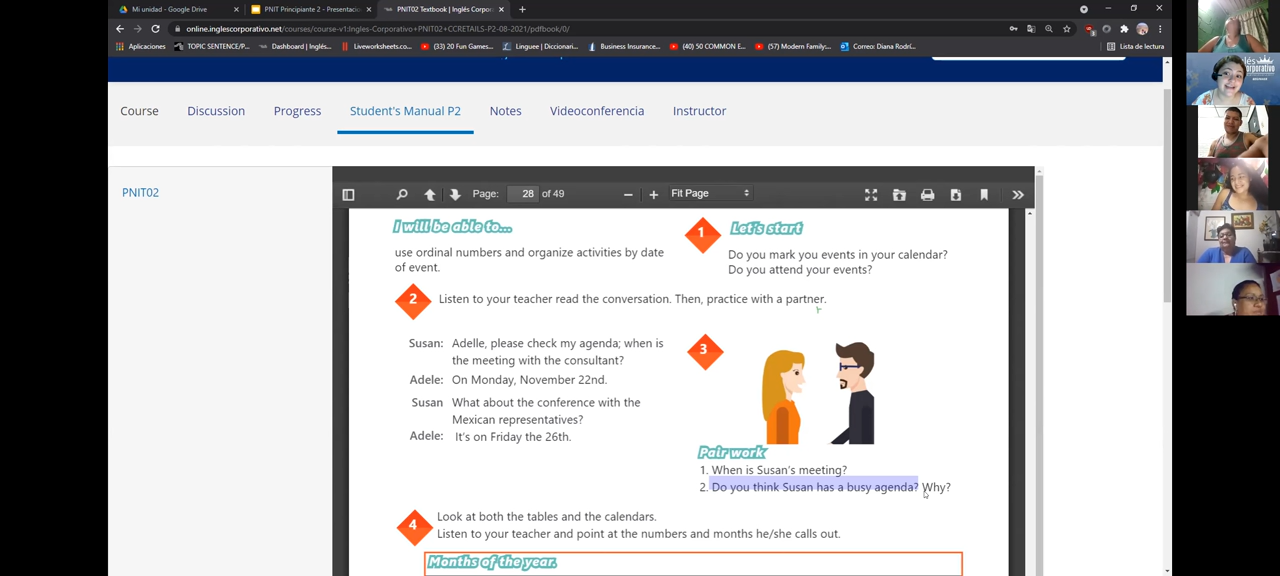 Mi unidad - Google Drive
PNIT Principiante 2 - Presentacio
PNIT02 Textbook | Inglés Corpora
online.inglescorporativo.net/courses/course-v1:Ingles-Corporativo+PNIT02+CCRETAILS-P2-08-2021/pdfbook/0/
Aplicaciones
TOPIC SENTENCE/P...
Dashboard | Inglés...
Liveworksheets.co...
(33) 20 Fun Games...
Linguee | Diccionari...
Business Insurance...
(40) 50 COMMON E...
(57) Modern Family:...
Correo: Diana Rodrí...
Lista de lectura
Course
Discussion
Progress
Student's Manual P2
Notes
Videoconferencia
Instructor
PNIT02
Page: 28 of 49
Fit Page
I will be able to...
use ordinal numbers and organize activities by date
of event.
1
Let's start
Do you mark you events in your calendar?
Do you attend your events?
2
Listen to your teacher read the conversation. Then, practice with a partner.
Susan: Adelle, please check my agenda; when is
the meeting with the consultant?
Adele: On Monday, November 22nd.
Susan What about the conference with the
Mexican representatives?
Adele: It's on Friday the 26th.
3
Pair work
1. When is Susan's meeting?
2. Do you think Susan has a busy agenda? Why?
4
Look at both the tables and the calendars.
Listen to your teacher and point at the numbers and months he/she calls out.
Months of the year.